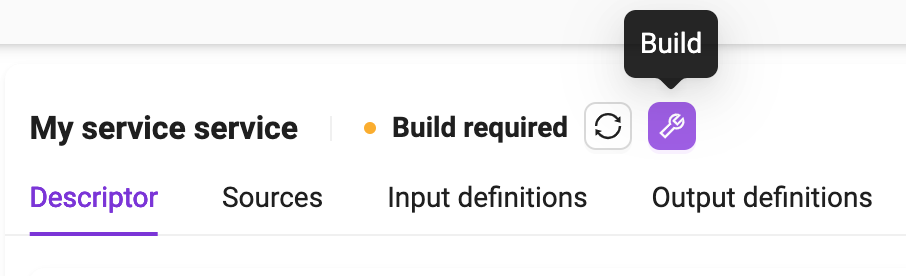 Build
My service service
Build required
Descriptor
Sources
Input definitions
Output definitions